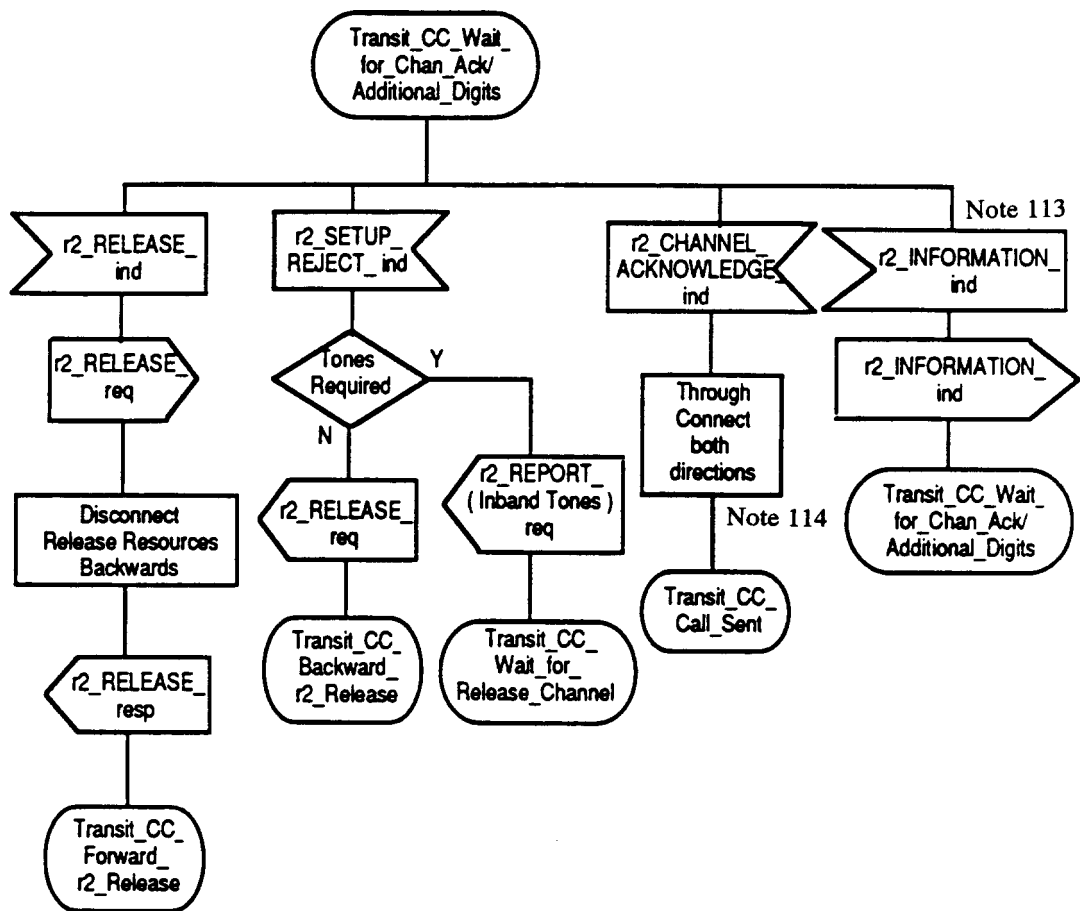 Transit_CC_Wait_
for_Chan_Ack/
Additional_Digits
r2_RELEASE_
ind
r2_RELEASE_
req
Disconnect
Release Resources
Backwards
r2_RELEASE_
resp
Transit_CC_
Forward_
r2_Release
r2_SETUP_
REJECT_ind
Tones
Required
Y
N
r2_RELEASE_
req
Transit_CC_
Backward_
r2_Release
r2_REPORT_
( Inband Tones )
req
Transit_CC_
Wait_for_
Release_Channel
r2_CHANNEL_
ACKNOWLEDGE_
ind
Through
Connect
both
directions
Note 114
Transit_CC_
Call_Sent
Note 113
r2_INFORMATION_
ind
r2_INFORMATION_
ind
Transit_CC_Wait_
for_Chan_Ack/
Additional_Digits